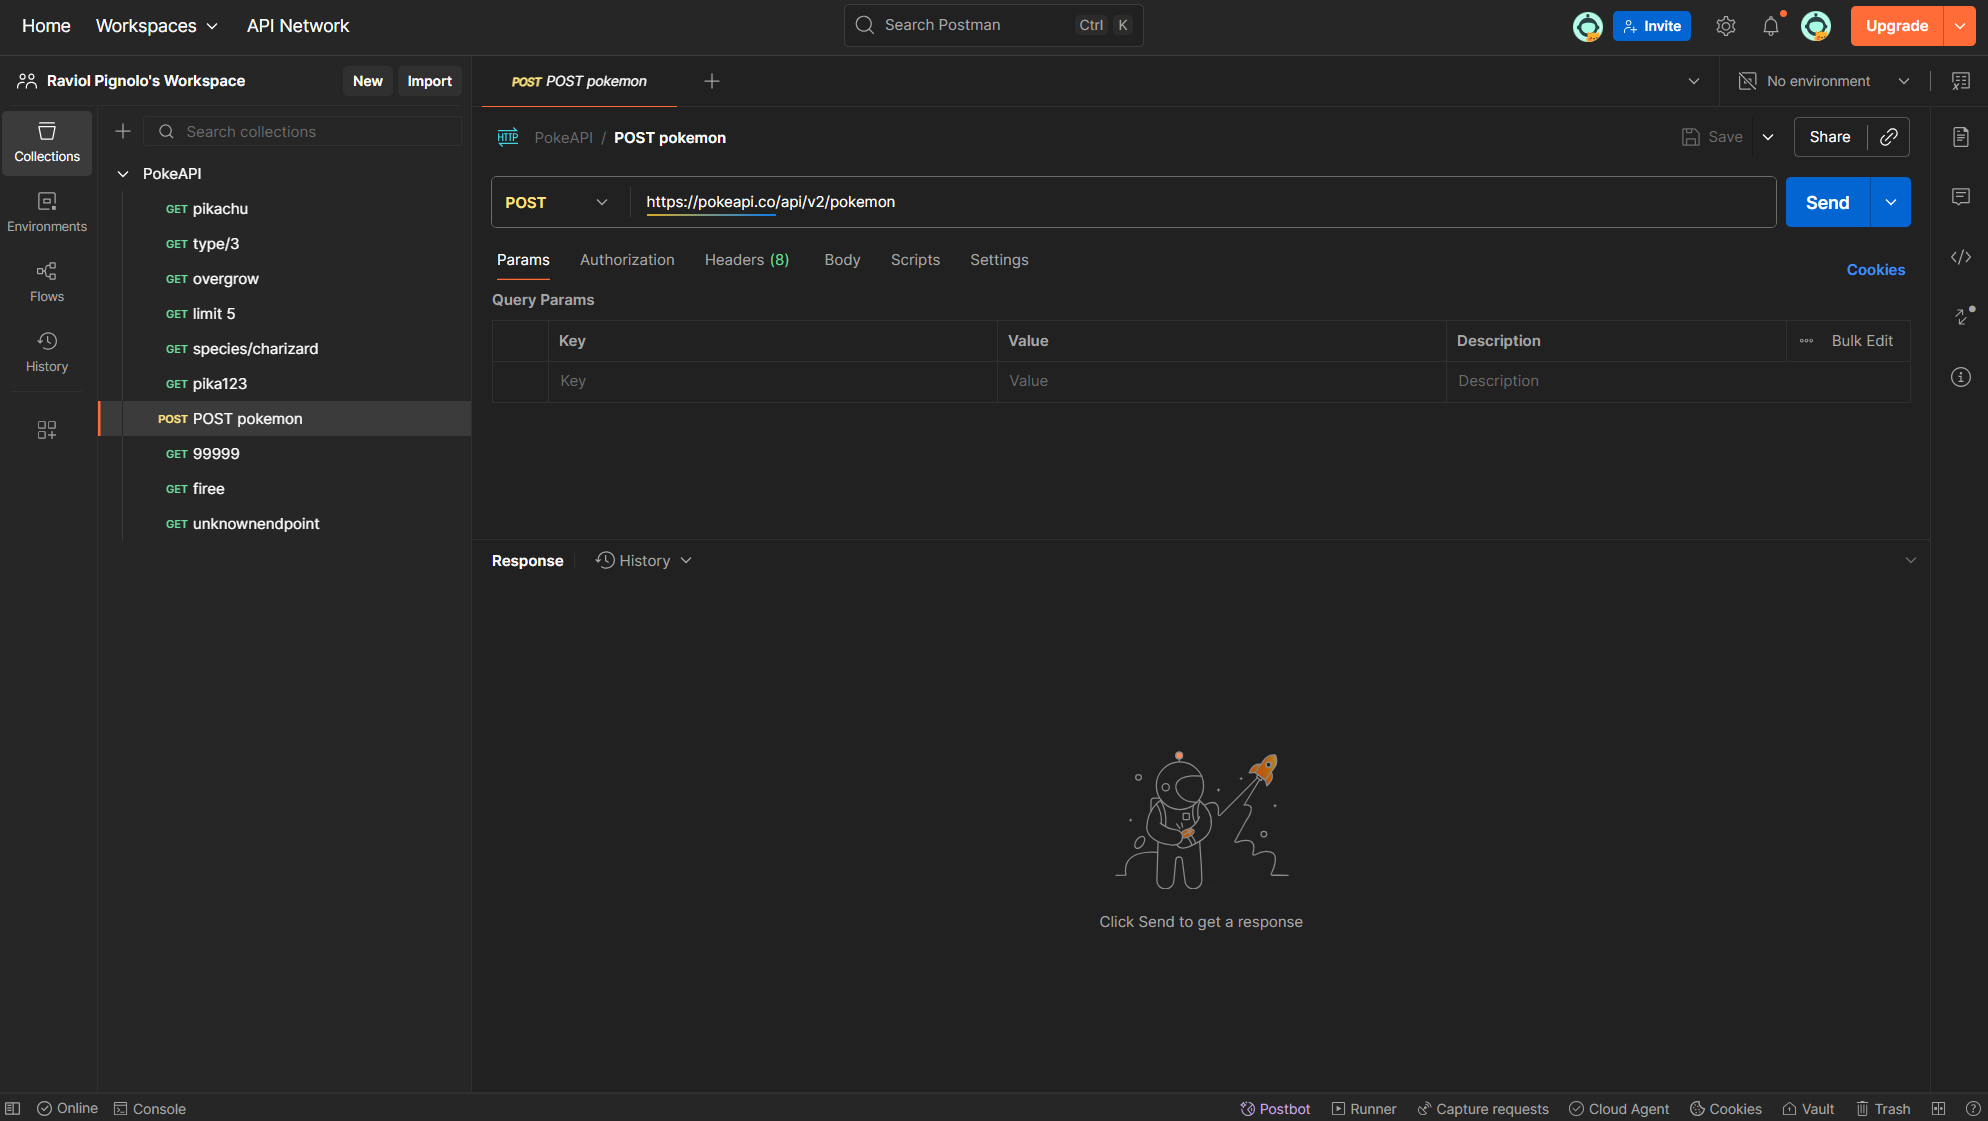 Home Workspaces API Network Search Postman Ctrl K Invite Upgrade
Raviol Pignolo's Workspace New Import POST POST pokemon No environment
Collections
Environments
Flows
History
Search collections
PokeAPI
GET pikachu
GET type/3
GET overgrow
GET limit 5
GET species/charizard
GET pika123
POST POST pokemon
GET 99999
GET firee
GET unknownendpoint
HTTP PokeAPI / POST pokemon Save Share
POST https://pokeapi.co/api/v2/pokemon Send
Params Authorization Headers (8) Body Scripts Settings Cookies
Query Params
Key Value Description Bulk Edit
Key Value Description
Response History
Click Send to get a response
Online Console Postbot Runner Capture requests Cloud Agent Cookies Vault Trash